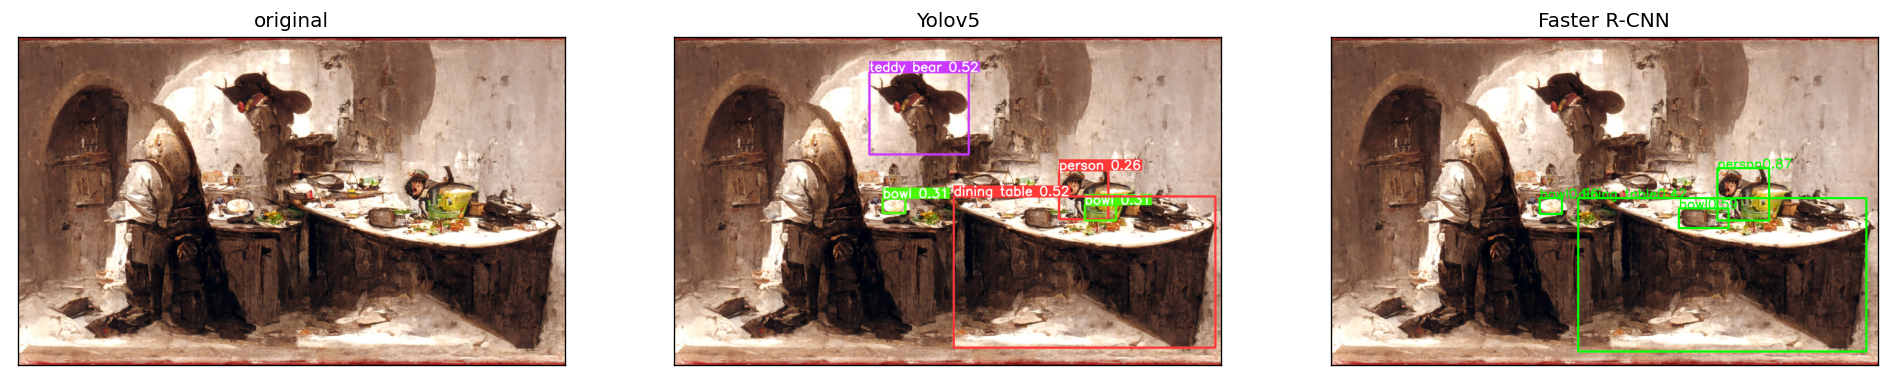 original
Yolov5
Faster R-CNN
teddy bear 0.52
person 0.26
bowl 0.31
dining table 0.52
bowl 0.31
person0.87